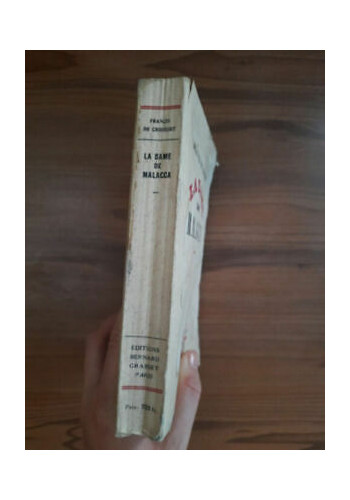 FRANCIS
DE CROISSET
LA DAME
DE
MALACCA
EDITIONS
BERNARD
GRASSET
PARIS